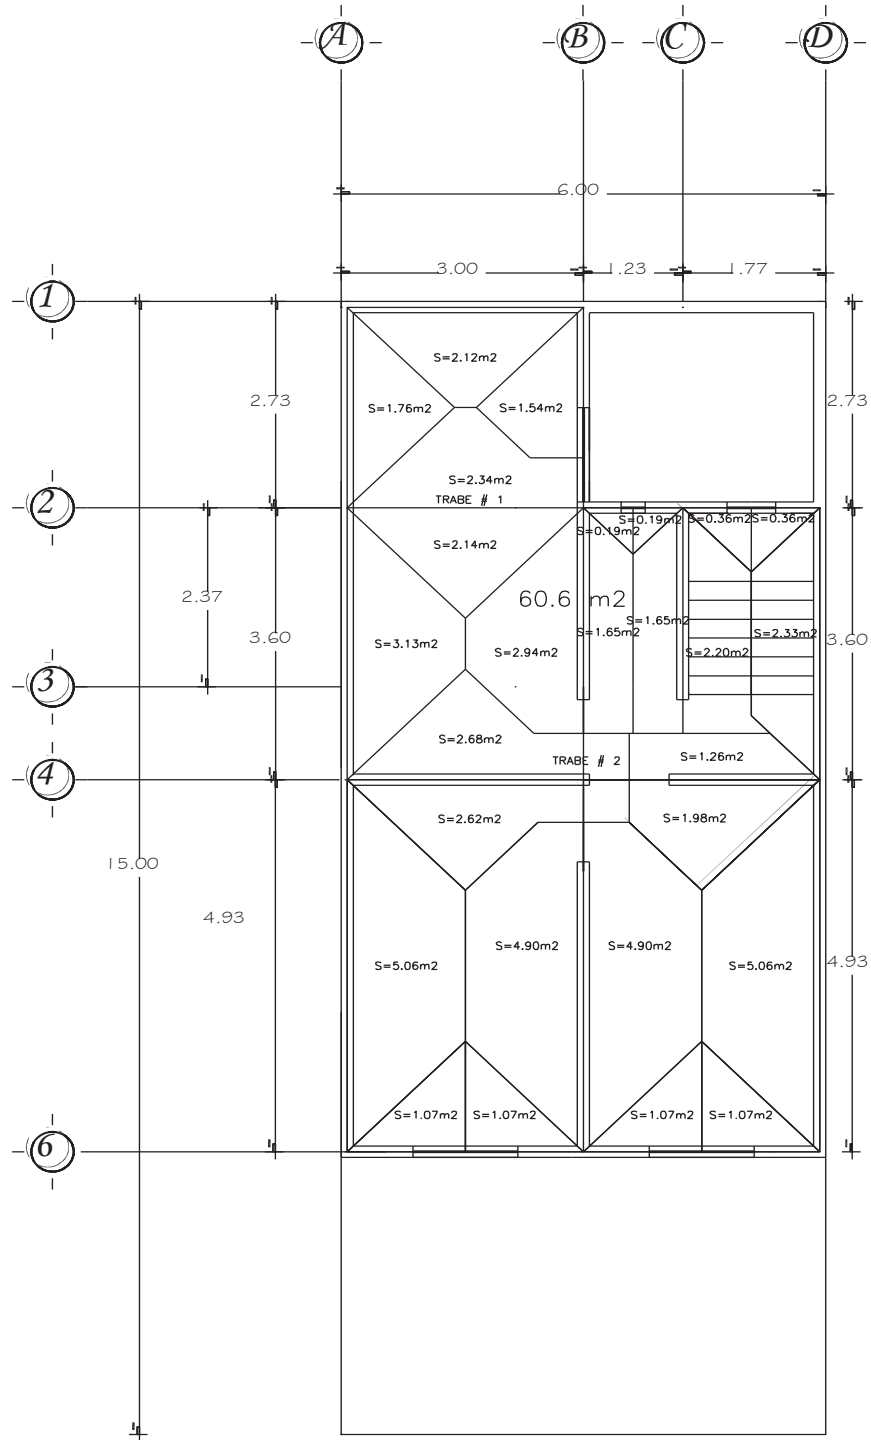 A B C D
6.00
3.00 1.23 1.77
1
S=2.12m2
2.73 S=1.76m2 S=1.54m2 2.73
S=2.34m2
2 TRABE # 1
S=0.19m2 S=0.36m2 S=0.36m2
S=0.19m2
S=2.14m2
2.37 60.6 m2
S=1.65m2
S=1.65m2 S=2.33m2
3.60 S=3.13m2 S=2.94m2 S=2.20m2 3.60
3
S=2.68m2
TRABE # 2 S=1.26m2
4
S=2.62m2 S=1.98m2
15.00
4.93
S=4.90m2 S=4.90m2
S=5.06m2 S=5.06m2 4.93
S=1.07m2 S=1.07m2 S=1.07m2 S=1.07m2
6